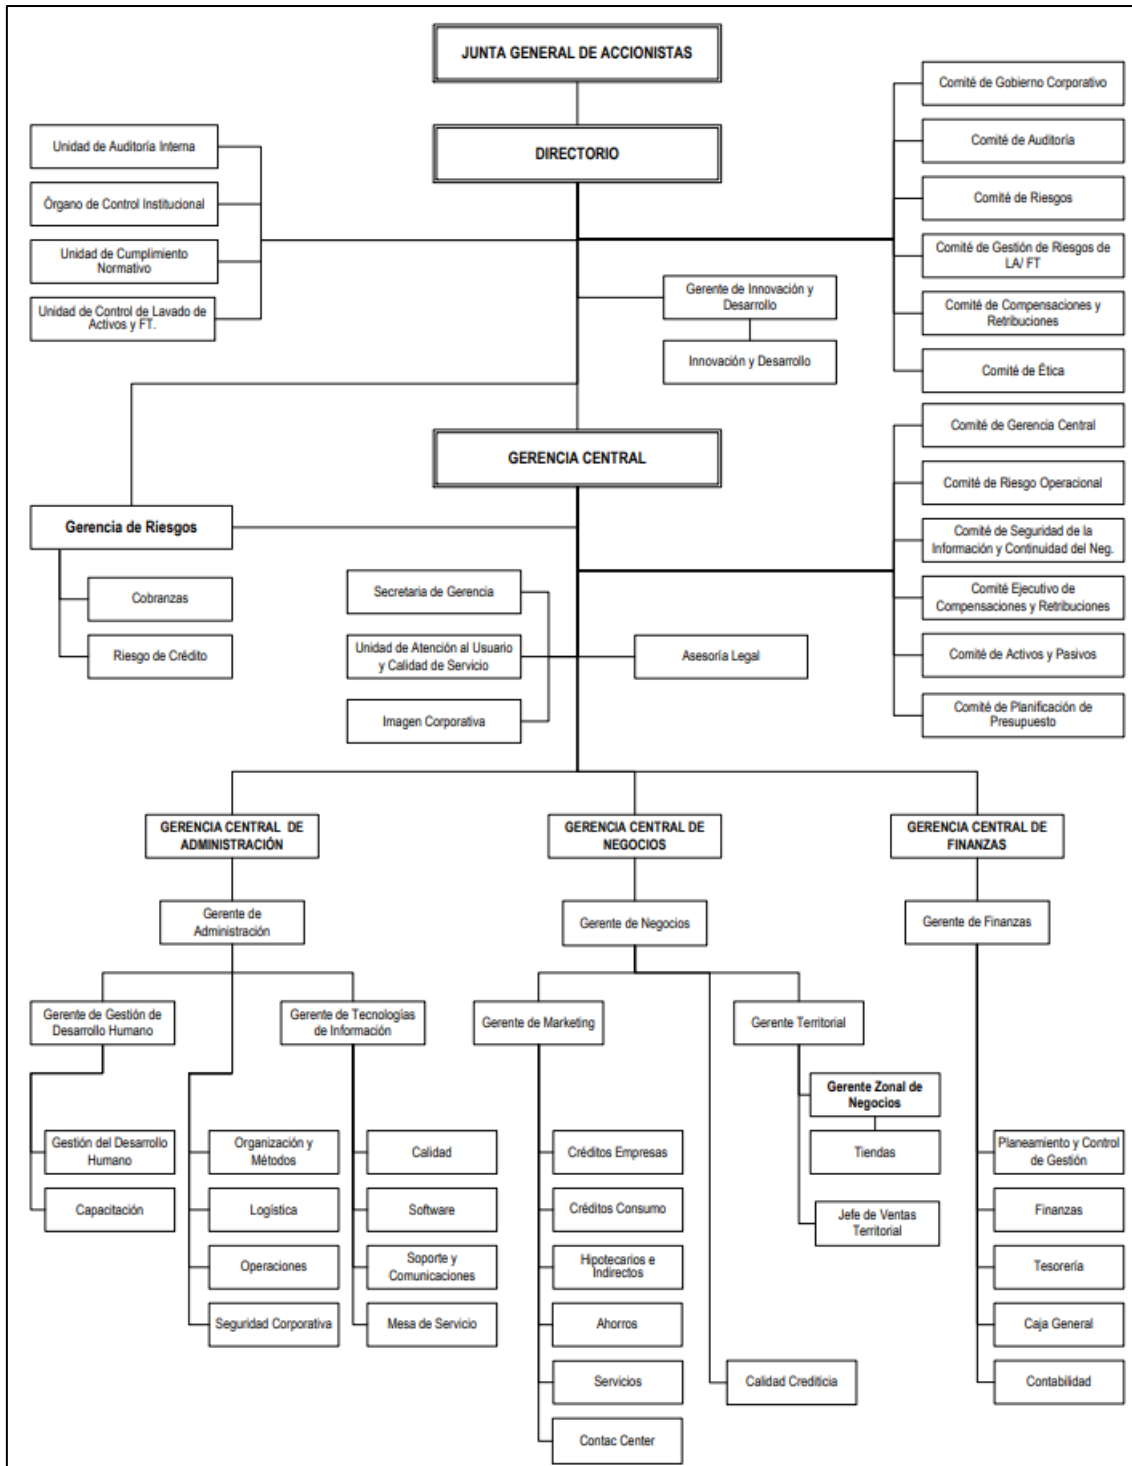 JUNTA GENERAL DE ACCIONISTAS
DIRECTORIO
Unidad de Auditoría Interna
Órgano de Control Institucional
Unidad de Cumplimiento
Normativo
Unidad de Control de Lavado de
Activos y FT.
Comité de Gobierno Corporativo
Comité de Auditoría
Comité de Riesgos
Comité de Gestión de Riesgos de
LA/ FT
Comité de Compensaciones y
Retribuciones
Comité de Ética
Gerente de Innovación y
Desarrollo
Innovación y Desarrollo
GERENCIA CENTRAL
Comité de Gerencia Central
Comité de Riesgo Operacional
Comité de Seguridad de la
Información y Continuidad del Neg.
Comité Ejecutivo de
Compensaciones y Retribuciones
Comité de Activos y Pasivos
Comité de Planificación de
Presupuesto
Gerencia de Riesgos
Cobranzas
Riesgo de Crédito
Secretaria de Gerencia
Unidad de Atención al Usuario
y Calidad de Servicio
Imagen Corporativa
Asesoría Legal
GERENCIA CENTRAL DE
ADMINISTRACIÓN
GERENCIA CENTRAL DE
NEGOCIOS
GERENCIA CENTRAL DE
FINANZAS
Gerente de
Administración
Gerente de Negocios
Gerente de Finanzas
Gerente de Gestión de
Desarrollo Humano
Gerente de Tecnologías
de Información
Gerente de Marketing
Gerente Territorial
Gerente Zonal de
Negocios
Tiendas
Jefe de Ventas
Territorial
Gestión del Desarrollo
Humano
Capacitación
Organización y
Métodos
Logística
Operaciones
Seguridad Corporativa
Calidad
Software
Soporte y
Comunicaciones
Mesa de Servicio
Créditos Empresas
Créditos Consumo
Hipotecarios e
Indirectos
Ahorros
Servicios
Contac Center
Calidad Crediticia
Planeamiento y Control
de Gestión
Finanzas
Tesorería
Caja General
Contabilidad